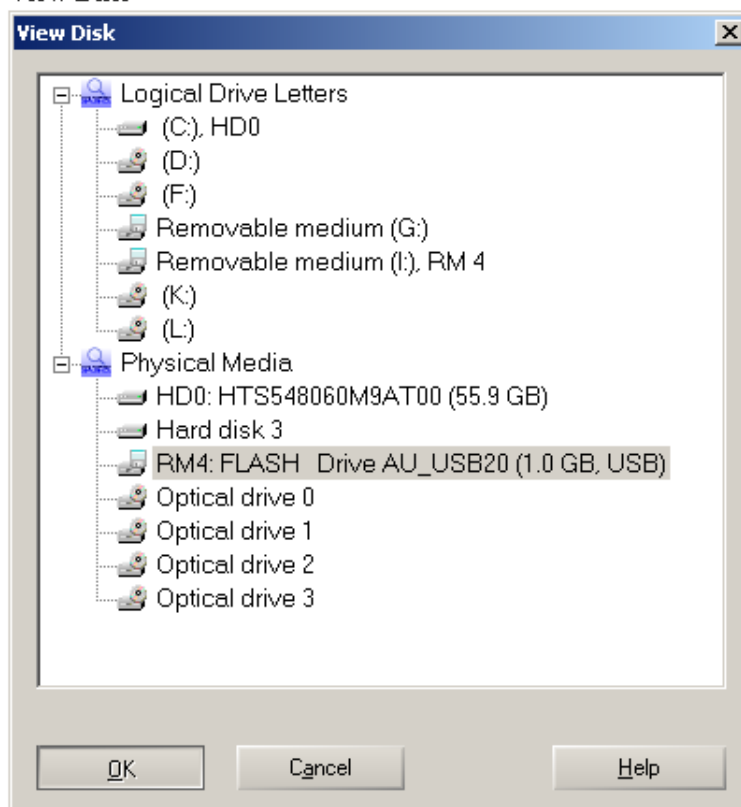 View Disk
Logical Drive Letters
(C:), HD0
(D:)
(F:)
Removable medium (G:)
Removable medium (I:), RM 4
(K:)
(L:)
Physical Media
HD0: HTS548060M9AT00 (55.9 GB)
Hard disk 3
RM4: FLASH Drive AU_USB20 (1.0 GB, USB)
Optical drive 0
Optical drive 1
Optical drive 2
Optical drive 3
OK Cancel Help